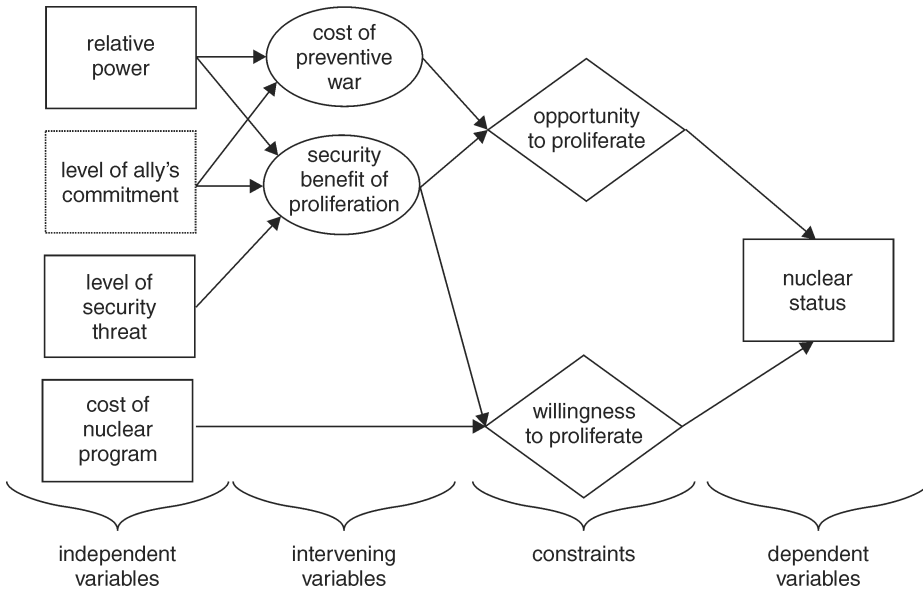 relative
power
level of ally's
commitment
level of
security
threat
cost of
nuclear
program
cost of
preventive
war
security
benefit of
proliferation
opportunity
to proliferate
willingness
to proliferate
nuclear
status
independent
variables
intervening
variables
constraints
dependent
variables